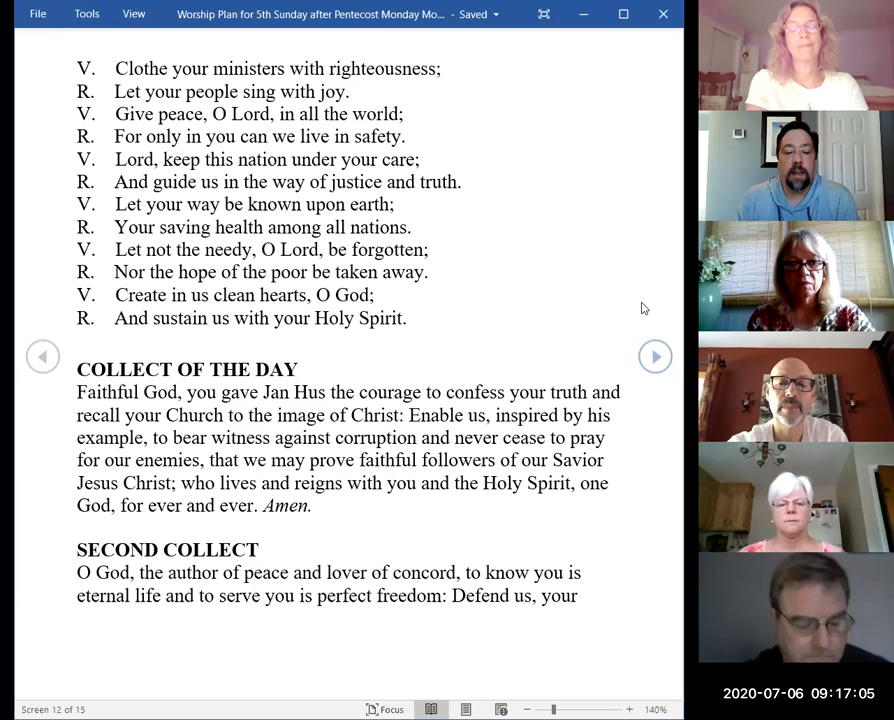 File Tools View Worship Plan for 5th Sunday after Pentecost Monday Mo... - Saved
V. Clothe your ministers with righteousness;
R. Let your people sing with joy.
V. Give peace, O Lord, in all the world;
R. For only in you can we live in safety.
V. Lord, keep this nation under your care;
R. And guide us in the way of justice and truth.
V. Let your way be known upon earth;
R. Your saving health among all nations.
V. Let not the needy, O Lord, be forgotten;
R. Nor the hope of the poor be taken away.
V. Create in us clean hearts, O God;
R. And sustain us with your Holy Spirit.
COLLECT OF THE DAY
Faithful God, you gave Jan Hus the courage to confess your truth and
recall your Church to the image of Christ: Enable us, inspired by his
example, to bear witness against corruption and never cease to pray
for our enemies, that we may prove faithful followers of our Savior
Jesus Christ; who lives and reigns with you and the Holy Spirit, one
God, for ever and ever. Amen.
SECOND COLLECT
O God, the author of peace and lover of concord, to know you is
eternal life and to serve you is perfect freedom: Defend us, your
Screen 12 of 15 Focus 140%
2020-07-06 09:17:05